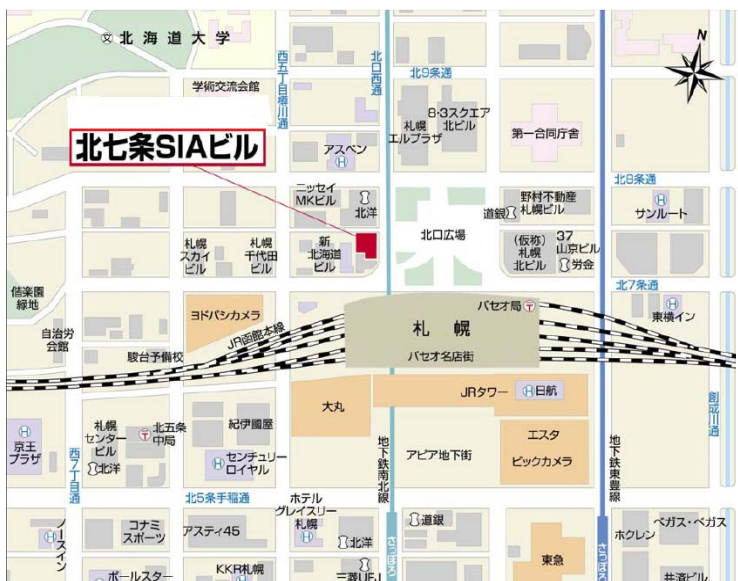 北海道大学
西五丁目樽川通
北口西通
北9条通
N
学術交流会館
8·3スクエア
北ビル
札幌
エルプラザ
第一合同庁舎
アスペン
北七条SIAビル
北8条通
ニッセイ
MKビル
北洋
道銀
野村不動産
札幌ビル
サンルート
北口広場
札幌
スカイ
ビル
札幌
千代田
ビル
新
北海道
ビル
(仮称)
札幌
北ビル
37
山京ビル
労金
北7条通
偕楽園
緑地
ヨドバシカメラ
パセオ局
東横イン
自治労
会館
JR函館本線
札幌
駿台予備校
パセオ名店街
JRタワー
日航
大丸
創成川通
京王
プラザ
西7丁目通
札幌
センター
ビル
北五条
中局
北洋
紀伊國屋
センチュリー
ロイヤル
地下鉄南北線
アピア地下街
エスタ
ビックカメラ
地下鉄東豊線
北5条手稲通
ホテル
グレイスリー
札幌
ノースイン
コナミ
スポーツ
アスティ45
北洋
道銀
さっぽろ
東急
さっぽろ
ホクレン
ベガス・ベガス
ポールスター
KKR札幌
三菱UFJ
共済ビル